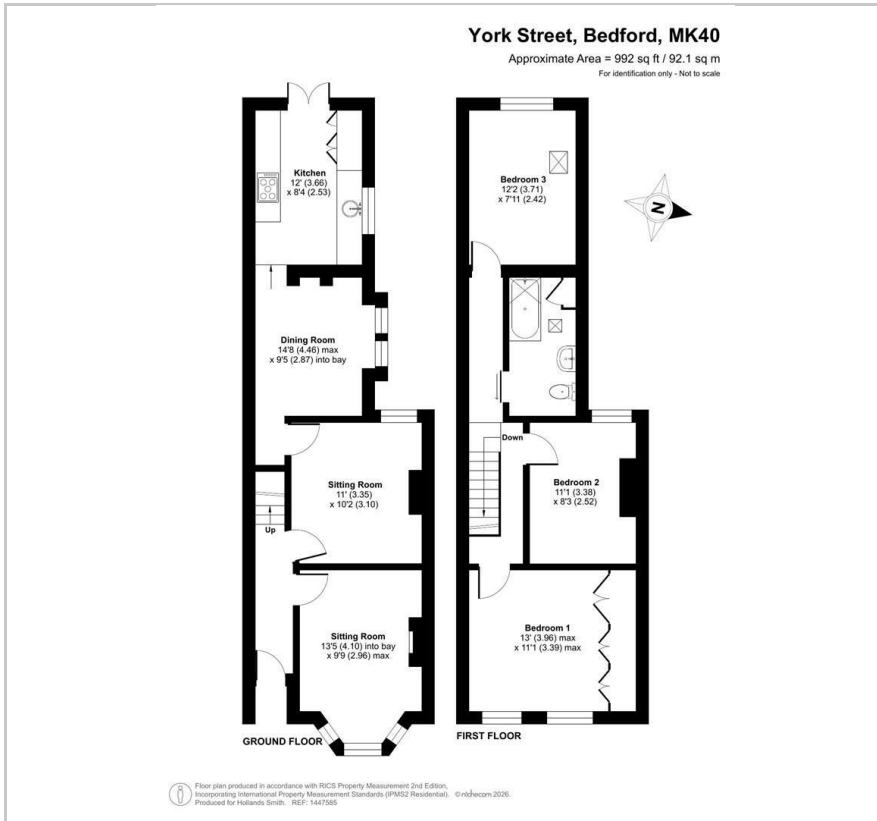 York Street, Bedford, MK40
Approximate Area = 992 sq ft / 92.1 sq m
For identification only - Not to scale
Kitchen
12' (3.66)
x 8'4 (2.53)
Dining Room
14'8 (4.46) max
x 9'5 (2.87) into bay
Sitting Room
11' (3.35)
x 10'2 (3.10)
Up
Sitting Room
13'5 (4.10) into bay
x 9'9 (2.96) max
GROUND FLOOR
Bedroom 3
12'2 (3.71)
x 7'11 (2.42)
N
Down
Bedroom 2
11'1 (3.38)
x 8'3 (2.52)
Bedroom 1
13' (3.96) max
x 11'1 (3.39) max
FIRST FLOOR
Floor plan produced in accordance with RICS Property Measurement 2nd Edition,
Incorporating International Property Measurement Standards (IPMS2 Residential). ©nichecom 2026.
Produced for Hollands Smith. REF: 1447585